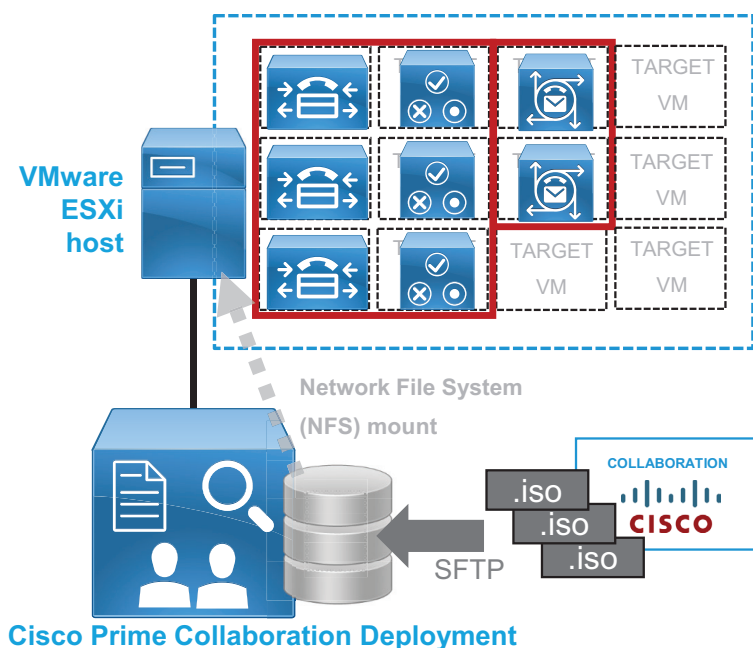 TARGET
VM
VMware
ESXi
host
TARGET
VM
TARGET
VM
TARGET
VM
Network File System
(NFS) mount
COLLABORATION
CISCO
.iso
.iso
.iso
SFTP
Cisco Prime Collaboration Deployment